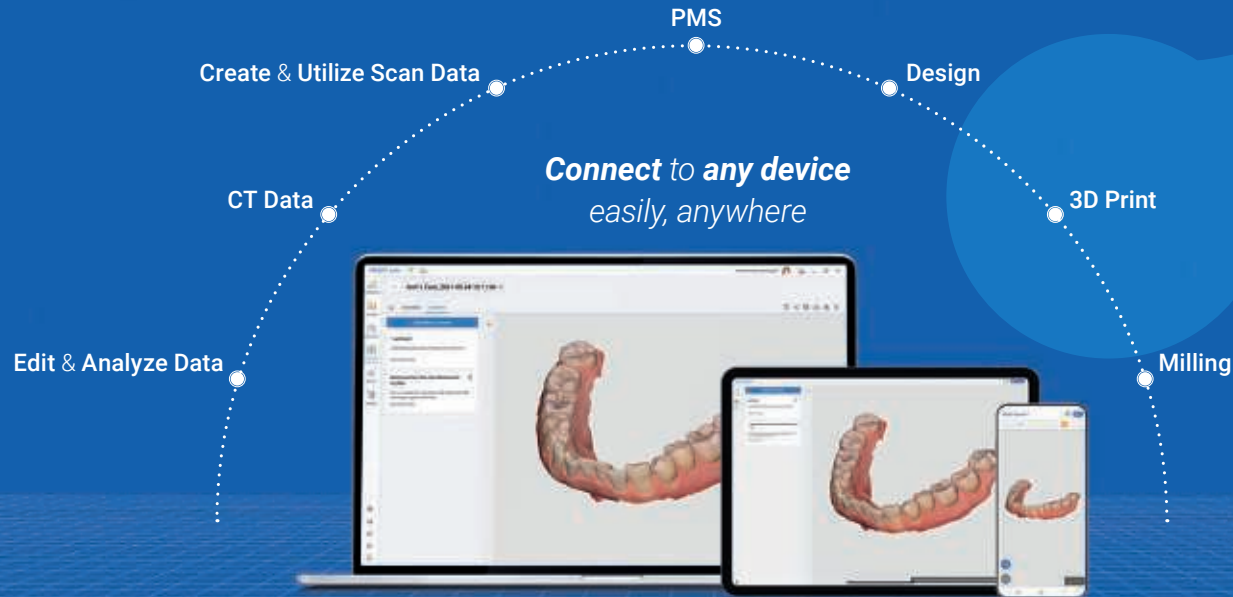 PMS
Create & Utilize Scan Data
Design
Connect to any device
easily, anywhere
CT Data
3D Print
Edit & Analyze Data
Milling